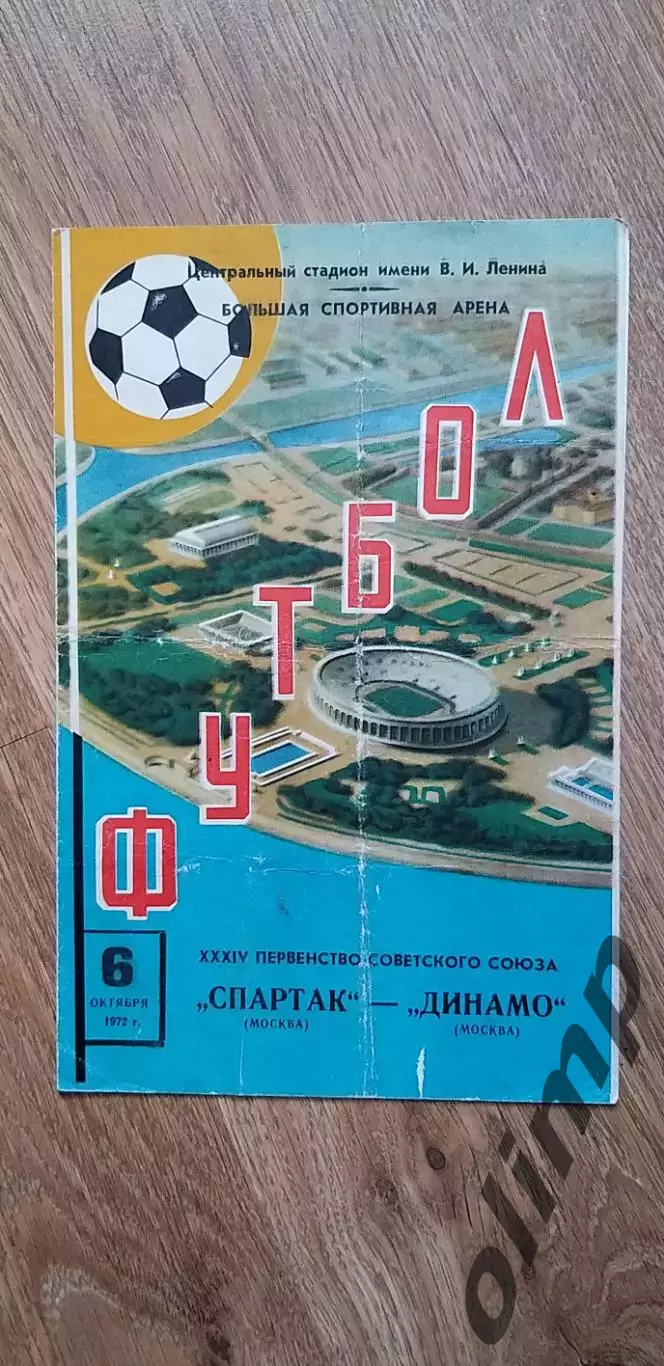 Центральный стадион имени В. И. Ленина
БОЛЬШАЯ СПОРТИВНАЯ АРЕНА
ФУТБОЛ
6
ОКТЯБРЯ
1972 г.
XXXIV ПЕРВЕНСТВО СОВЕТСКОГО СОЮЗА
„СПАРТАК“ — „ДИНАМО“
(МОСКВА) (МОСКВА)
olimp